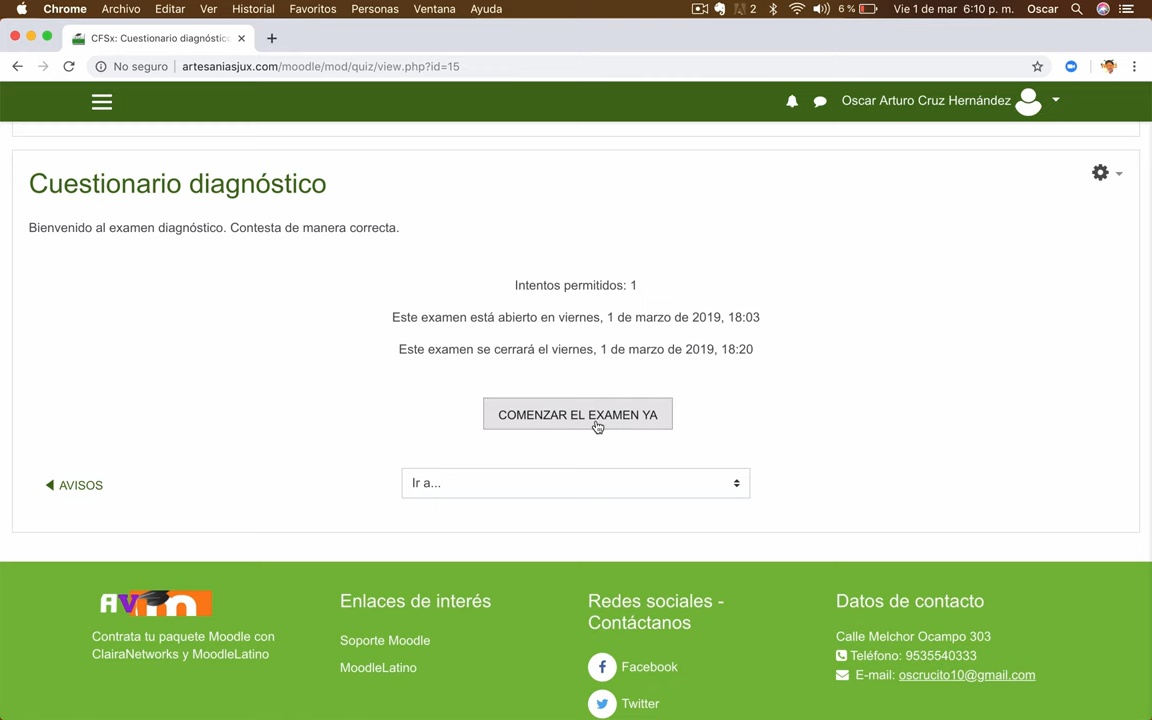 Chrome Archivo Editar Ver Historial Favoritos Personas Ventana Ayuda 2 6 % Vie 1 de mar 6:10 p. m. Oscar
CFSx: Cuestionario diagnóstic
No seguro artesaniasjux.com/moodle/mod/quiz/view.php?id=15
Oscar Arturo Cruz Hernández
Cuestionario diagnóstico
Bienvenido al examen diagnóstico. Contesta de manera correcta.
Intentos permitidos: 1
Este examen está abierto en viernes, 1 de marzo de 2019, 18:03
Este examen se cerrará el viernes, 1 de marzo de 2019, 18:20
COMENZAR EL EXAMEN YA
AVISOS
Ir a...
AVIM
Contrata tu paquete Moodle con
ClairaNetworks y MoodleLatino
Enlaces de interés
Soporte Moodle
MoodleLatino
Redes sociales -
Contáctanos
Facebook
Twitter
Datos de contacto
Calle Melchor Ocampo 303
Teléfono: 9535540333
E-mail: oscrucito10@gmail.com